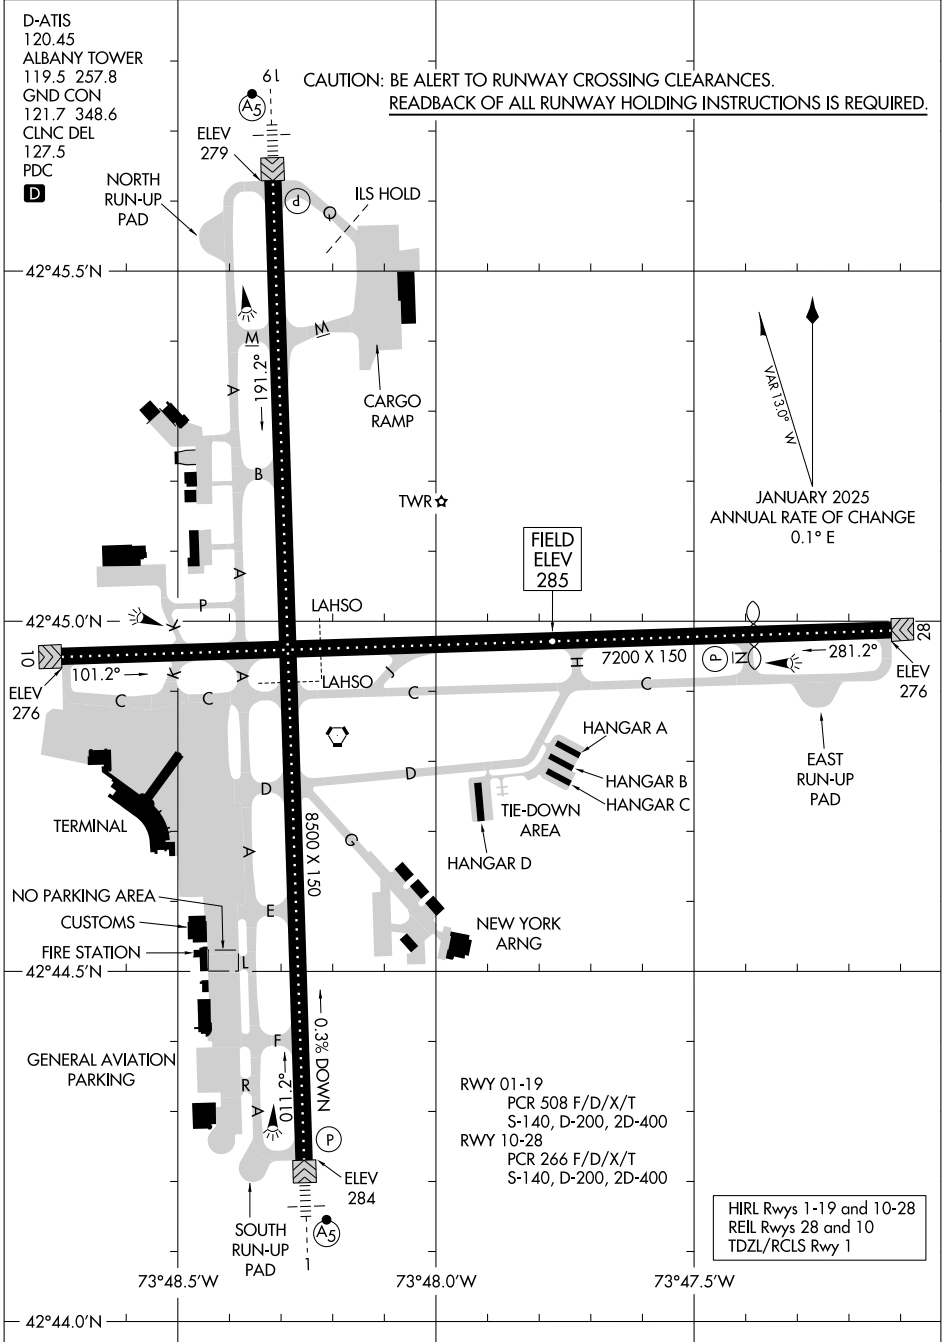 D-ATIS
120.45
ALBANY TOWER
119.5 257.8
GND CON
121.7 348.6
CLNC DEL
127.5
PDC
D
CAUTION: BE ALERT TO RUNWAY CROSSING CLEARANCES.
READBACK OF ALL RUNWAY HOLDING INSTRUCTIONS IS REQUIRED.
19
A5
ELEV
279
NORTH
RUN-UP
PAD
P
Q
ILS HOLD
42°45.5'N
M
M
A
191.2°
CARGO
RAMP
VAR 13.0° W
JANUARY 2025
ANNUAL RATE OF CHANGE
0.1° E
B
TWR
FIELD
ELEV
285
A
P
LAHSO
42°45.0'N
K
10
28
7200 X 150
P
N
281.2°
H
J
101.2°
K
A
LAHSO
ELEV
276
ELEV
276
C
C
C
C
HANGAR A
HANGAR B
HANGAR C
EAST
RUN-UP
PAD
D
D
TIE-DOWN
AREA
TERMINAL
HANGAR D
A
8500 X 150
G
NO PARKING AREA
CUSTOMS
FIRE STATION
E
NEW YORK
ARNG
42°44.5'N
L
0.3% DOWN
F
GENERAL AVIATION
PARKING
R
A
011.2°
P
RWY 01-19
PCR 508 F/D/X/T
S-140, D-200, 2D-400
RWY 10-28
PCR 266 F/D/X/T
S-140, D-200, 2D-400
ELEV
284
SOUTH
RUN-UP
PAD
A5
1
HIRL Rwys 1-19 and 10-28
REIL Rwys 28 and 10
TDZL/RCLS Rwy 1
73°48.5'W
73°48.0'W
73°47.5'W
42°44.0'N